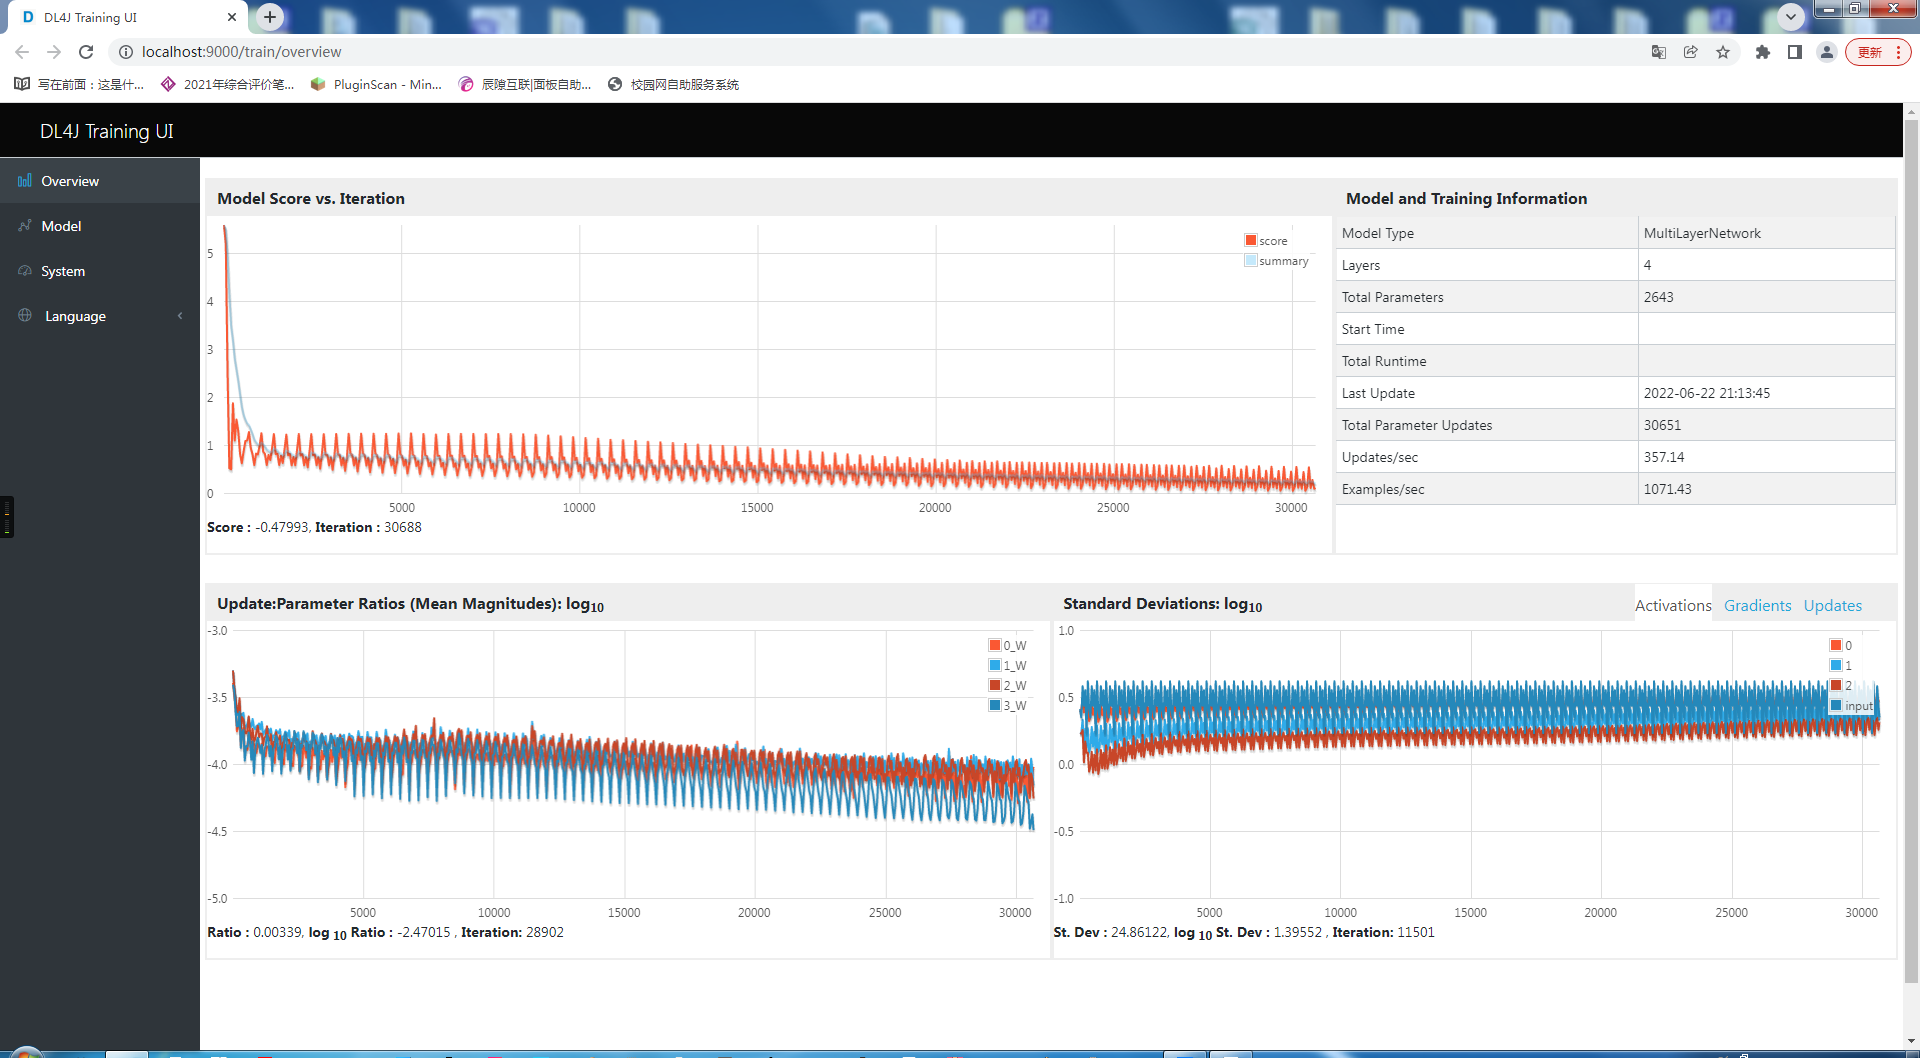 DL4J Training UI
localhost:9000/train/overview
更新
写在前面：这是什...
2021年综合评价笔...
PluginScan - Min...
辰隙互联|面板自助...
校园网自助服务系统
DL4J Training UI
Overview
Model
System
Language
Model Score vs. Iteration
score
summary
5
4
3
2
1
0
5000 10000 15000 20000 25000 30000
Score : -0.47993, Iteration : 30688
Model and Training Information
Model Type MultiLayerNetwork
Layers 4
Total Parameters 2643
Start Time
Total Runtime
Last Update 2022-06-22 21:13:45
Total Parameter Updates 30651
Updates/sec 357.14
Examples/sec 1071.43
Update:Parameter Ratios (Mean Magnitudes): log10
0_W
1_W
2_W
3_W
-3.0
-3.5
-4.0
-4.5
-5.0
5000 10000 15000 20000 25000 30000
Ratio : 0.00339, log 10 Ratio : -2.47015 , Iteration: 28902
Standard Deviations: log10
Activations Gradients Updates
0
1
2
input
1.0
0.5
0.0
-0.5
-1.0
5000 10000 15000 20000 25000 30000
St. Dev : 24.86122, log 10 St. Dev : 1.39552 , Iteration: 11501